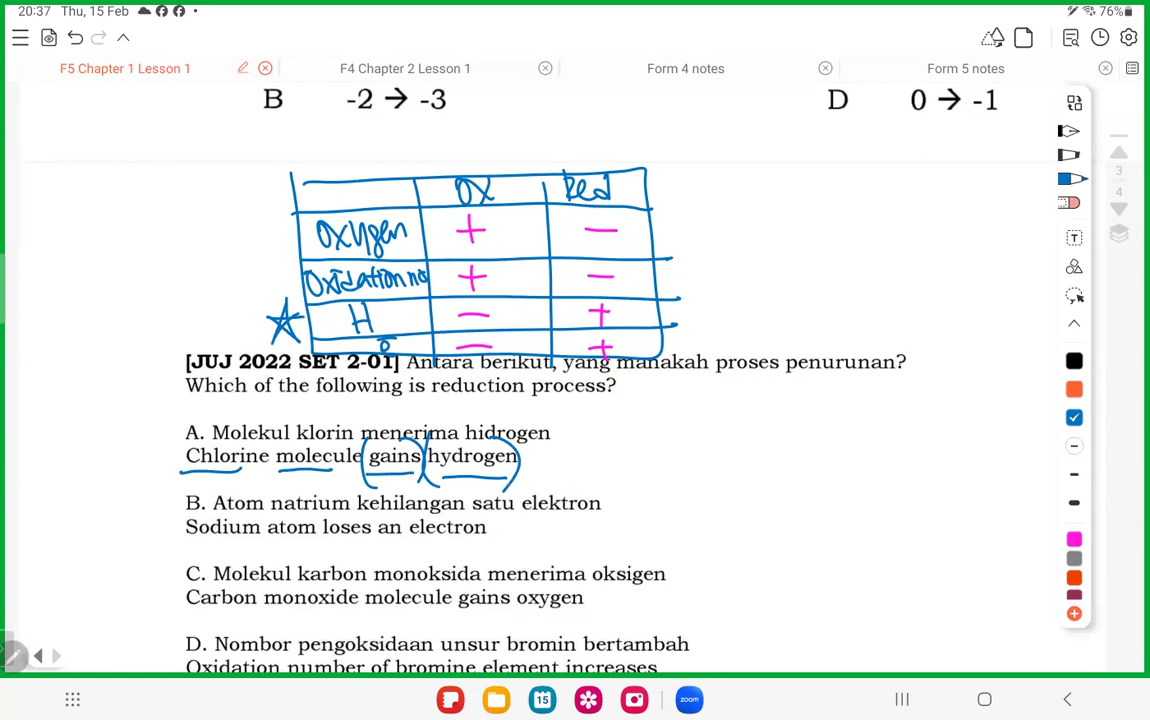 20:37 Thu, 15 Feb 76%
F5 Chapter 1 Lesson 1 F4 Chapter 2 Lesson 1 Form 4 notes Form 5 notes
B -2 → -3 D 0 → -1
OX Red
Oxygen + −
Oxidation no + −
H − +
ē − +
[JUJ 2022 SET 2-01] Antara berikut, yang manakah proses penurunan?
Which of the following is reduction process?
A. Molekul klorin menerima hidrogen
Chlorine molecule gains hydrogen
B. Atom natrium kehilangan satu elektron
Sodium atom loses an electron
C. Molekul karbon monoksida menerima oksigen
Carbon monoxide molecule gains oxygen
D. Nombor pengoksidaan unsur bromin bertambah
Oxidation number of bromine element increases
3
4
T
15
zoom